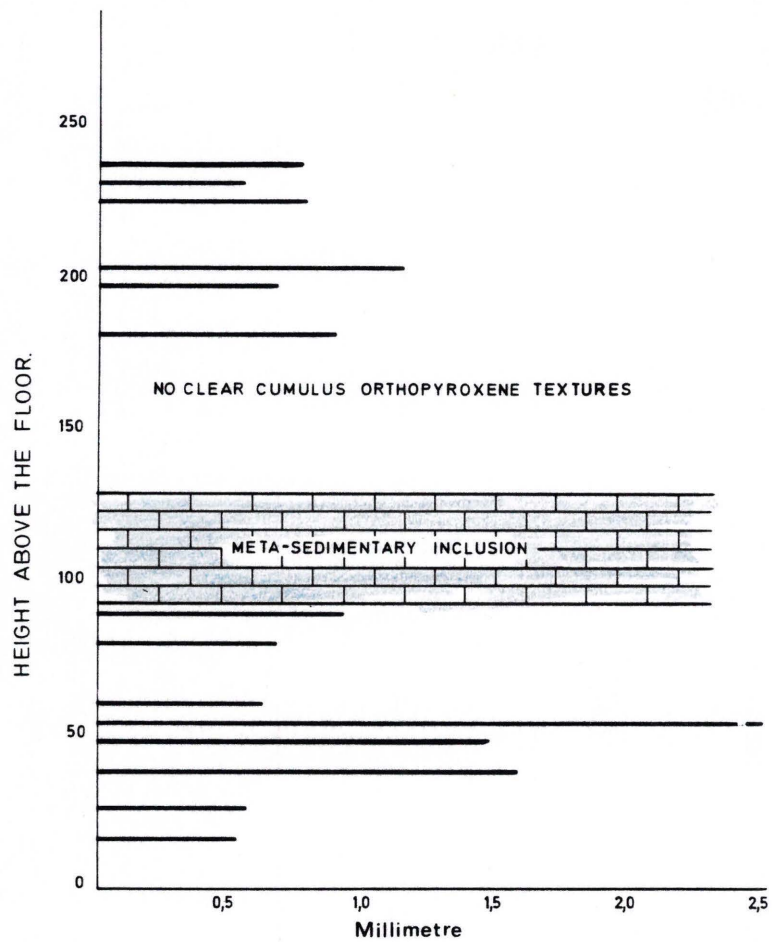 250
200
NO CLEAR CUMULUS ORTHOPYROXENE TEXTURES
150
META-SEDIMENTARY INCLUSION
100
50
0
HEIGHT ABOVE THE FLOOR.
0,5 1,0 1,5 2,0 2,5
Millimetre